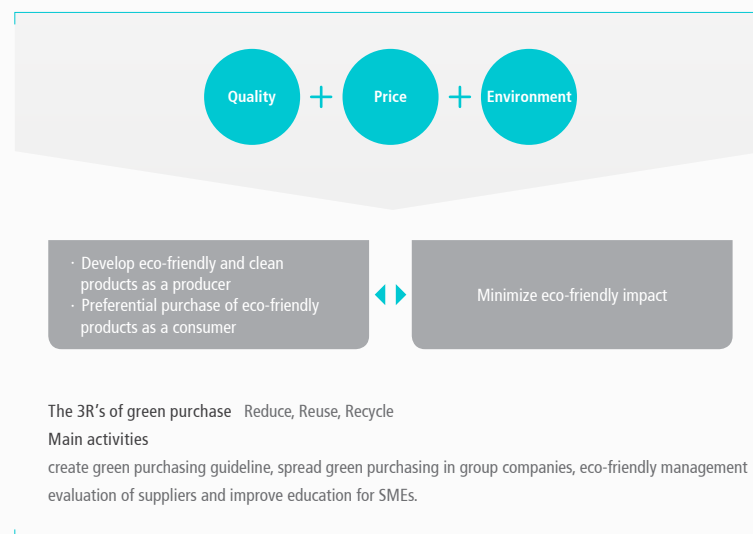 Quality + Price + Environment
· Develop eco-friendly and clean
products as a producer
· Preferential purchase of eco-friendly
products as a consumer
Minimize eco-friendly impact
The 3R’s of green purchase Reduce, Reuse, Recycle
Main activities
create green purchasing guideline, spread green purchasing in group companies, eco-friendly management
evaluation of suppliers and improve education for SMEs.